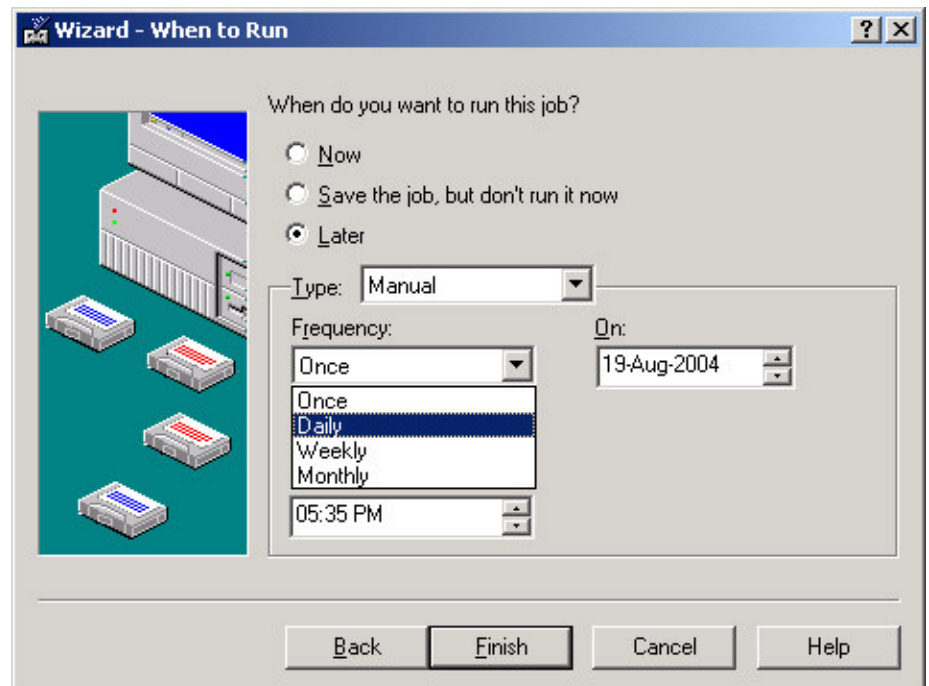 Wizard - When to Run
When do you want to run this job?
Now
Save the job, but don't run it now
Later
Type: Manual
Frequency: On:
Once 19-Aug-2004
Once
Daily
Weekly
Monthly
05:35 PM
Back Finish Cancel Help